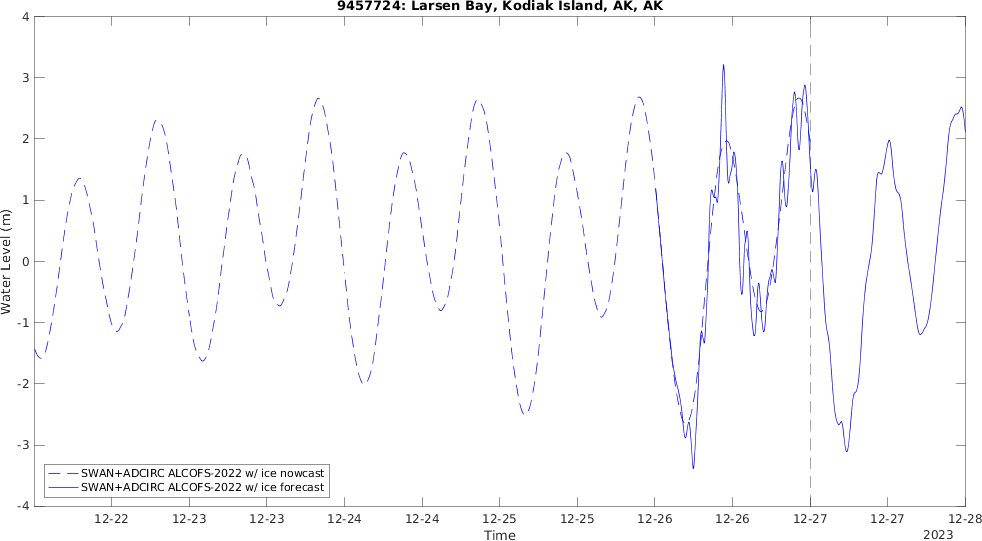 9457724: Larsen Bay, Kodiak Island, AK, AK
Water Level (m)
4
3
2
1
0
-1
-2
-3
-4
SWAN+ADCIRC ALCOFS-2022 w/ ice nowcast
SWAN+ADCIRC ALCOFS-2022 w/ ice forecast
12-22 12-23 12-23 12-24 12-24 12-25 12-25 12-26 12-26 12-27 12-27 12-28
Time
2023